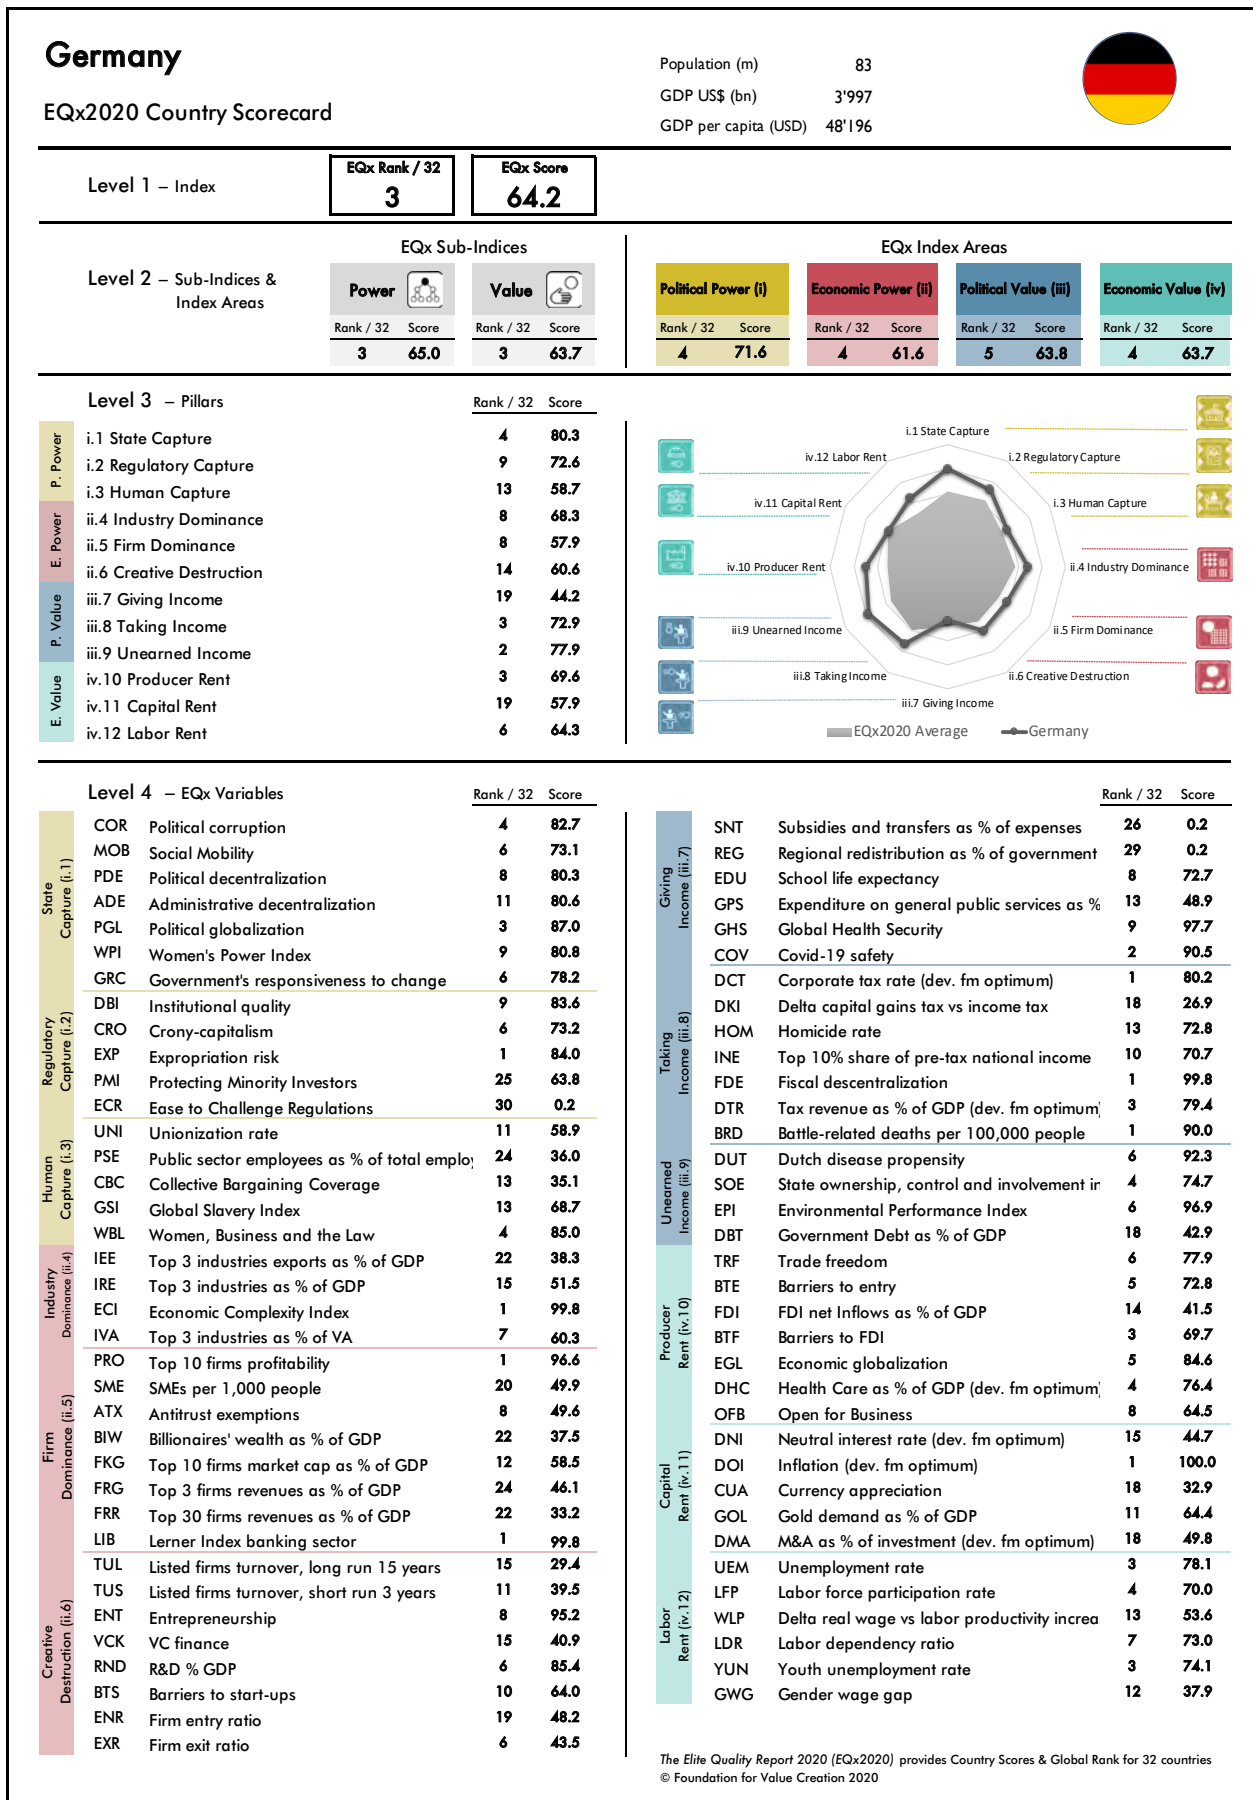 Germany
EQx2020 Country Scorecard
Population (m) 83
GDP US$ (bn) 3'997
GDP per capita (USD) 48'196
Level 1 – Index
EQx Rank / 32
3
EQx Score
64.2
Level 2 – Sub-Indices &
Index Areas
EQx Sub-Indices
Power
Value
Rank / 32 Score Rank / 32 Score
3 65.0 3 63.7
EQx Index Areas
Political Power (i) Economic Power (ii) Political Value (iii) Economic Value (iv)
Rank / 32 Score Rank / 32 Score Rank / 32 Score Rank / 32 Score
4 71.6 4 61.6 5 63.8 4 63.7
Level 3 – Pillars
Rank / 32 Score
P. Power
i.1 State Capture 4 80.3
i.2 Regulatory Capture 9 72.6
i.3 Human Capture 13 58.7
E. Power
ii.4 Industry Dominance 8 68.3
ii.5 Firm Dominance 8 57.9
ii.6 Creative Destruction 14 60.6
P. Value
iii.7 Giving Income 19 44.2
iii.8 Taking Income 3 72.9
iii.9 Unearned Income 2 77.9
E. Value
iv.10 Producer Rent 3 69.6
iv.11 Capital Rent 19 57.9
iv.12 Labor Rent 6 64.3
i.1 State Capture
iv.12 Labor Rent
i.2 Regulatory Capture
iv.11 Capital Rent
i.3 Human Capture
iv.10 Producer Rent
ii.4 Industry Dominance
iii.9 Unearned Income
ii.5 Firm Dominance
iii.8 Taking Income
ii.6 Creative Destruction
iii.7 Giving Income
EQx2020 Average
Germany
Level 4 – EQx Variables
Rank / 32 Score
State
Capture (i.1)
COR Political corruption 4 82.7
MOB Social Mobility 6 73.1
PDE Political decentralization 8 80.3
ADE Administrative decentralization 11 80.6
PGL Political globalization 3 87.0
WPI Women's Power Index 9 80.8
GRC Government's responsiveness to change 6 78.2
Regulatory
Capture (i.2)
DBI Institutional quality 9 83.6
CRO Crony-capitalism 6 73.2
EXP Expropriation risk 1 84.0
PMI Protecting Minority Investors 25 63.8
ECR Ease to Challenge Regulations 30 0.2
Human
Capture (i.3)
UNI Unionization rate 11 58.9
PSE Public sector employees as % of total employ 24 36.0
CBC Collective Bargaining Coverage 13 35.1
GSI Global Slavery Index 13 68.7
WBL Women, Business and the Law 4 85.0
Industry
Dominance (ii.4)
IEE Top 3 industries exports as % of GDP 22 38.3
IRE Top 3 industries as % of GDP 15 51.5
ECI Economic Complexity Index 1 99.8
IVA Top 3 industries as % of VA 7 60.3
Firm
Dominance (ii.5)
PRO Top 10 firms profitability 1 96.6
SME SMEs per 1,000 people 20 49.9
ATX Antitrust exemptions 8 49.6
BIW Billionaires' wealth as % of GDP 22 37.5
FKG Top 10 firms market cap as % of GDP 12 58.5
FRG Top 3 firms revenues as % of GDP 24 46.1
FRR Top 30 firms revenues as % of GDP 22 33.2
LIB Lerner Index banking sector 1 99.8
Creative
Destruction (ii.6)
TUL Listed firms turnover, long run 15 years 15 29.4
TUS Listed firms turnover, short run 3 years 11 39.5
ENT Entrepreneurship 8 95.2
VCK VC finance 15 40.9
RND R&D % GDP 6 85.4
BTS Barriers to start-ups 10 64.0
ENR Firm entry ratio 19 48.2
EXR Firm exit ratio 6 43.5
Rank / 32 Score
Giving
Income (iii.7)
SNT Subsidies and transfers as % of expenses 26 0.2
REG Regional redistribution as % of government 29 0.2
EDU School life expectancy 8 72.7
GPS Expenditure on general public services as % 13 48.9
GHS Global Health Security 9 97.7
COV Covid-19 safety 2 90.5
Taking
Income (iii.8)
DCT Corporate tax rate (dev. fm optimum) 1 80.2
DKI Delta capital gains tax vs income tax 18 26.9
HOM Homicide rate 13 72.8
INE Top 10% share of pre-tax national income 10 70.7
FDE Fiscal descentralization 1 99.8
DTR Tax revenue as % of GDP (dev. fm optimum) 3 79.4
BRD Battle-related deaths per 100,000 people 1 90.0
Unearned
Income (iii.9)
DUT Dutch disease propensity 6 92.3
SOE State ownership, control and involvement in 4 74.7
EPI Environmental Performance Index 6 96.9
DBT Government Debt as % of GDP 18 42.9
Producer
Rent (iv.10)
TRF Trade freedom 6 77.9
BTE Barriers to entry 5 72.8
FDI FDI net Inflows as % of GDP 14 41.5
BTF Barriers to FDI 3 69.7
EGL Economic globalization 5 84.6
DHC Health Care as % of GDP (dev. fm optimum) 4 76.4
OFB Open for Business 8 64.5
Capital
Rent (iv.11)
DNI Neutral interest rate (dev. fm optimum) 15 44.7
DOI Inflation (dev. fm optimum) 1 100.0
CUA Currency appreciation 18 32.9
GOL Gold demand as % of GDP 11 64.4
DMA M&A as % of investment (dev. fm optimum) 18 49.8
Labor
Rent (iv.12)
UEM Unemployment rate 3 78.1
LFP Labor force participation rate 4 70.0
WLP Delta real wage vs labor productivity increa 13 53.6
LDR Labor dependency ratio 7 73.0
YUN Youth unemployment rate 3 74.1
GWG Gender wage gap 12 37.9
The Elite Quality Report 2020 (EQx2020) provides Country Scores & Global Rank for 32 countries
© Foundation for Value Creation 2020